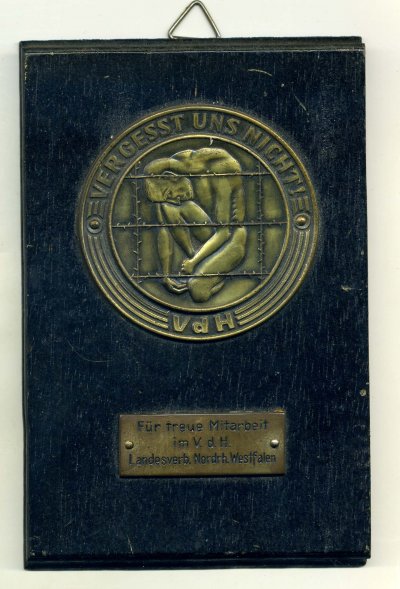 VERGESST UNS NICHT!
VdH
Für treue Mitarbeit
im V. d. H.
Landesverb. Nordrh. Westfalen